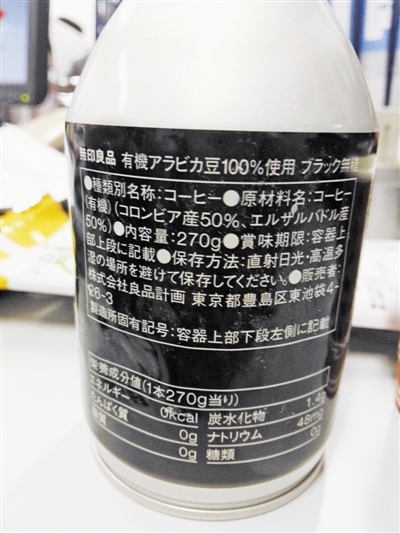 無印良品 有機アラビカ豆100%使用 ブラック無糖
●種類別名称:コーヒー●原材料名:コーヒー
(有機)(コロンビア産50%、エルサルバドル産
50%)●内容量:270g●賞味期限:容器上
部上段に記載●保存方法:直射日光・高温多
湿の場所を避けて保存してください。●販売者:
株式会社良品計画 東京都豊島区東池袋4-
26-3
製造所固有記号:容器上部下段左側に記載
栄養成分値(1本270g当り)
エネルギー 0kcal 炭水化物 1.4g
たんぱく質 0g ナトリウム 48mg
脂質 0g 糖類 0g